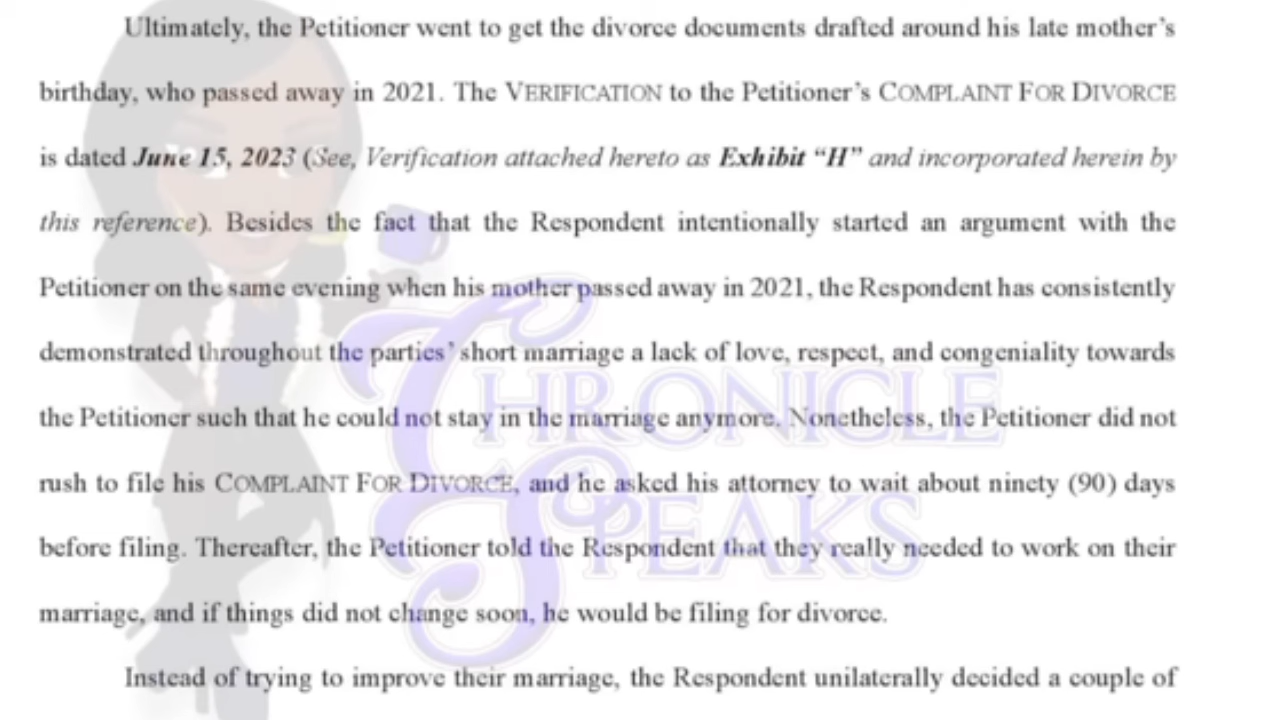 Ultimately, the Petitioner went to get the divorce documents drafted around his late mother's
birthday, who passed away in 2021. The VERIFICATION to the Petitioner's COMPLAINT FOR DIVORCE
is dated June 15, 2023 (See, Verification attached hereto as Exhibit "H" and incorporated herein by
this reference). Besides the fact that the Respondent intentionally started an argument with the
Petitioner on the same evening when his mother passed away in 2021, the Respondent has consistently
demonstrated throughout the parties' short marriage a lack of love, respect, and congeniality towards
the Petitioner such that he could not stay in the marriage anymore. Nonetheless, the Petitioner did not
rush to file his COMPLAINT FOR DIVORCE, and he asked his attorney to wait about ninety (90) days
before filing. Thereafter, the Petitioner told the Respondent that they really needed to work on their
marriage, and if things did not change soon, he would be filing for divorce.
Instead of trying to improve their marriage, the Respondent unilaterally decided a couple of
CHRONICLE
SPEAKS